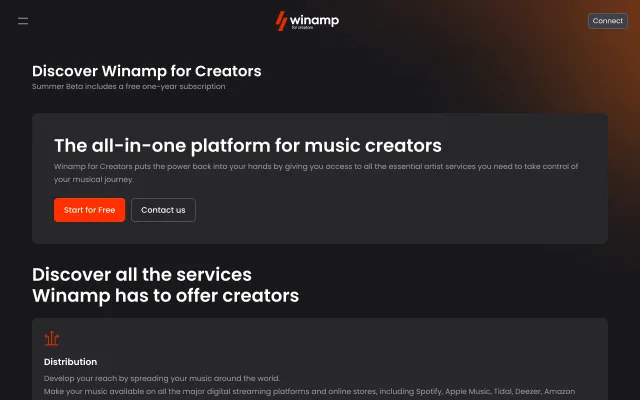 winamp
for creators
Connect
Discover Winamp for Creators
Summer Beta includes a free one-year subscription
The all-in-one platform for music creators
Winamp for Creators puts the power back into your hands by giving you access to all the essential artist services you need to take control of
your musical journey.
Start for Free
Contact us
Discover all the services
Winamp has to offer creators
Distribution
Develop your reach by spreading your music around the world.
Make your music available on all the major digital streaming platforms and online stores, including Spotify, Apple Music, Tidal, Deezer, Amazon